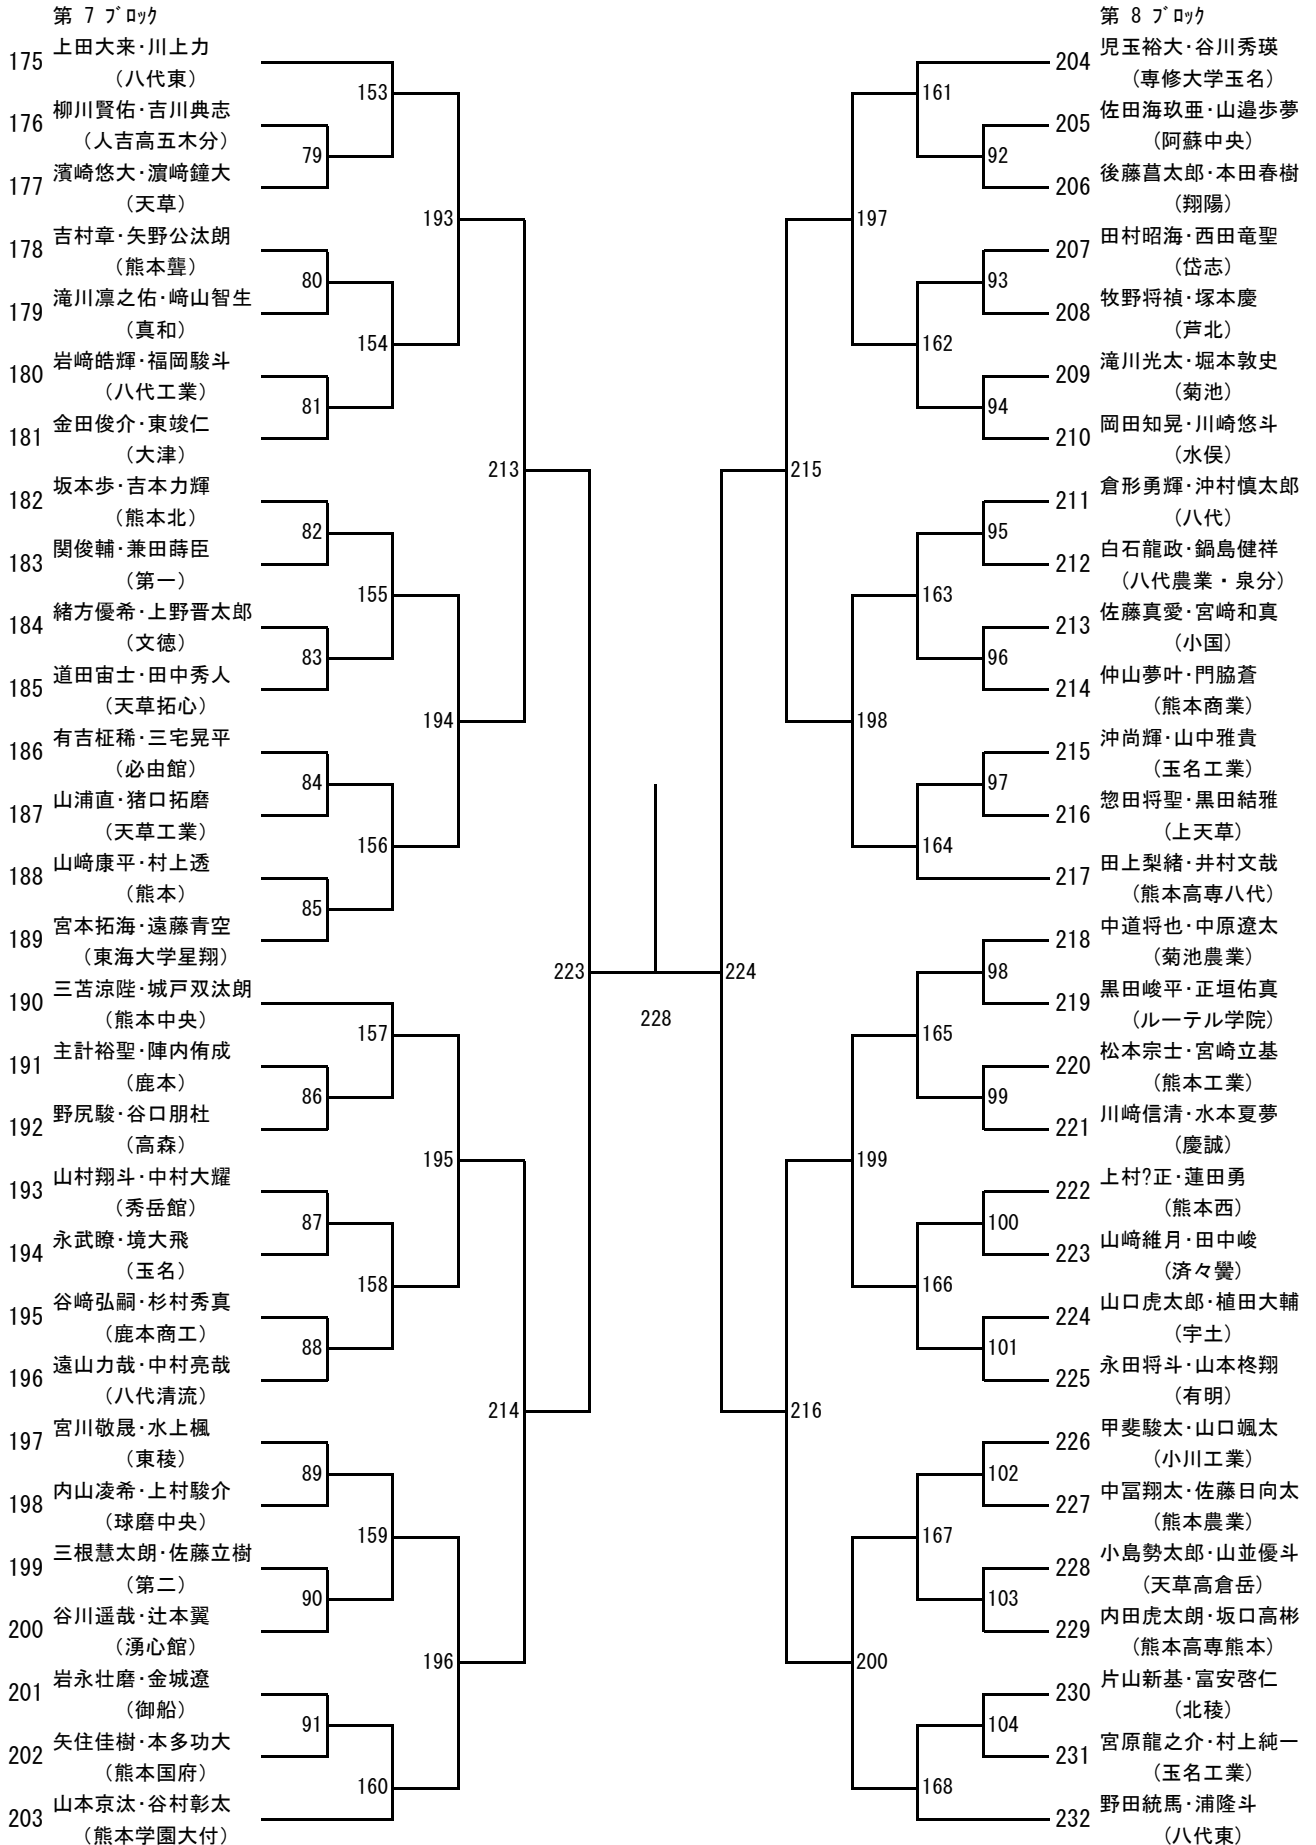 第 7 ﾌﾞﾛｯｸ
175 上田大来･川上力
（八代東）
176 柳川賢佑･吉川典志
（人吉高五木分）
177 濱崎悠大･濵﨑鐘大
（天草）
178 吉村章･矢野公汰朗
（熊本聾）
179 滝川凛之佑･﨑山智生
（真和）
180 岩﨑皓輝･福岡駿斗
（八代工業）
181 金田俊介･東竣仁
（大津）
182 坂本歩･吉本力輝
（熊本北）
183 関俊輔･兼田蒔臣
（第一）
184 緒方優希･上野晋太郎
（文徳）
185 道田宙士･田中秀人
（天草拓心）
186 有吉柾稀･三宅晃平
（必由館）
187 山浦直･猪口拓磨
（天草工業）
188 山﨑康平･村上透
（熊本）
189 宮本拓海･遠藤青空
（東海大学星翔）
190 三苫涼陛･城戸双汰朗
（熊本中央）
191 主計裕聖･陣内侑成
（鹿本）
192 野尻駿･谷口朋杜
（高森）
193 山村翔斗･中村大耀
（秀岳館）
194 永武瞭･境大飛
（玉名）
195 谷﨑弘嗣･杉村秀真
（鹿本商工）
196 遠山力哉･中村亮哉
（八代清流）
197 宮川敬晟･水上楓
（東稜）
198 内山凌希･上村駿介
（球磨中央）
199 三根慧太朗･佐藤立樹
（第二）
200 谷川遥哉･辻本翼
（湧心館）
201 岩永壮磨･金城遼
（御船）
202 矢住佳樹･本多功大
（熊本国府）
203 山本京汰･谷村彰太
（熊本学園大付）
79
80
81
82
83
84
85
86
87
88
89
90
91
153
154
155
156
157
158
159
160
193
194
195
196
213
214
223
228
224
215
216
197
198
199
200
161
162
163
164
165
166
167
168
92
93
94
95
96
97
98
99
100
101
102
103
104
第 8 ﾌﾞﾛｯｸ
204 児玉裕大･谷川秀瑛
（専修大学玉名）
205 佐田海玖亜･山邉歩夢
（阿蘇中央）
206 後藤菖太郎･本田春樹
（翔陽）
207 田村昭海･西田竜聖
（岱志）
208 牧野将禎･塚本慶
（芦北）
209 滝川光太･堀本敦史
（菊池）
210 岡田知晃･川崎悠斗
（水俣）
211 倉形勇輝･沖村慎太郎
（八代）
212 白石龍政･鍋島健祥
（八代農業・泉分）
213 佐藤真愛･宮﨑和真
（小国）
214 仲山夢叶･門脇蒼
（熊本商業）
215 沖尚輝･山中雅貴
（玉名工業）
216 惣田将聖･黒田結雅
（上天草）
217 田上梨緒･井村文哉
（熊本高専八代）
218 中道将也･中原遼太
（菊池農業）
219 黒田峻平･正垣佑真
（ルーテル学院）
220 松本宗士･宮崎立基
（熊本工業）
221 川﨑信清･水本夏夢
（慶誠）
222 上村?正･蓮田勇
（熊本西）
223 山﨑維月･田中峻
（済々黌）
224 山口虎太郎･植田大輔
（宇土）
225 永田将斗･山本柊翔
（有明）
226 甲斐駿太･山口颯太
（小川工業）
227 中冨翔太･佐藤日向太
（熊本農業）
228 小島勢太郎･山並優斗
（天草高倉岳）
229 内田虎太朗･坂口高彬
（熊本高専熊本）
230 片山新基･富安啓仁
（北稜）
231 宮原龍之介･村上純一
（玉名工業）
232 野田統馬･浦隆斗
（八代東）